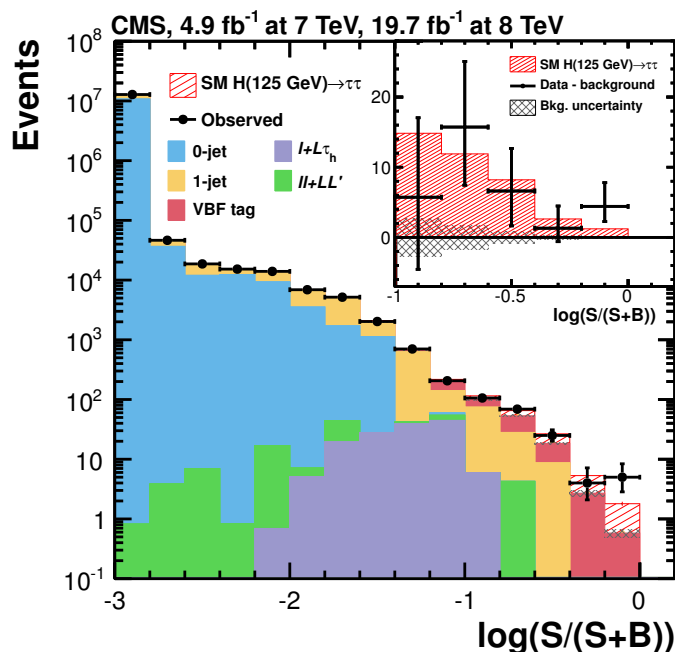 CMS, 4.9 fb⁻¹ at 7 TeV, 19.7 fb⁻¹ at 8 TeV
Events
10⁸
10⁷
10⁶
10⁵
10⁴
10³
10²
10
1
10⁻¹
SM H(125 GeV)→ττ
Observed
0-jet
1-jet
VBF tag
l+Lτₕ
ll+LL'
-3
-2
-1
0
log(S/(S+B))
SM H(125 GeV)→ττ
Data - background
Bkg. uncertainty
20
10
0
-1
-0.5
0
log(S/(S+B))